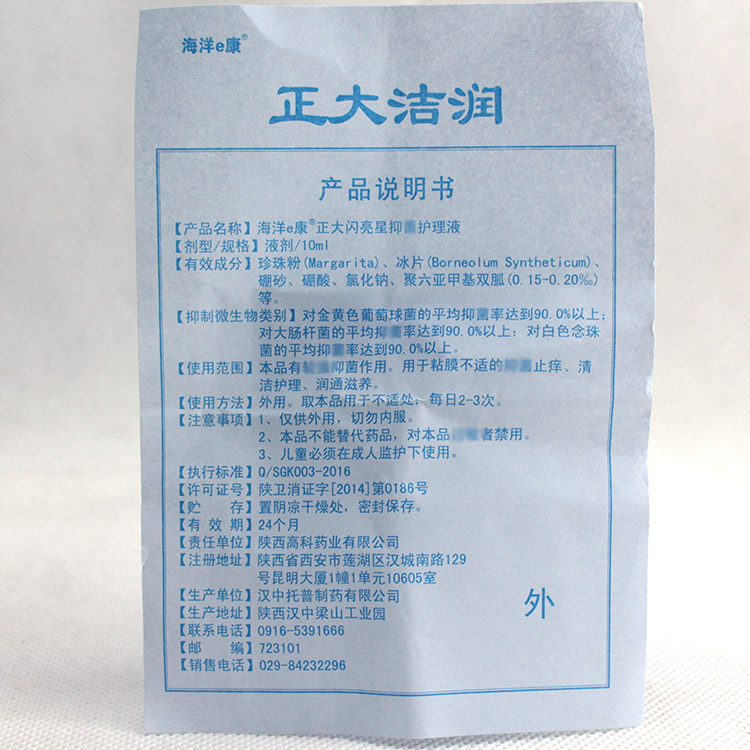 海洋e康®
正大洁润
产品说明书
【产品名称】海洋e康®正大闪亮星抑 护理液
【剂型/规格】液剂/10ml
【有效成分】珍珠粉(Margarita)、冰片(Borneolum Syntheticum)、
硼砂、硼酸、氯化钠、聚六亚甲基双胍(0.15-0.20‰)
等。
【抑制微生物类别】对金黄色葡萄球菌的平均抑菌率达到90.0%以上;
对大肠杆菌的平均抑菌率达到90.0%以上；对白色念珠
菌的平均抑菌率达到90.0%以上。
【使用范围】本品有 抑菌作用。用于粘膜不适的 止痒、清
洁护理、润通滋养。
【使用方法】外用。取本品用于不适处，每日2-3次。
【注意事项】1、仅供外用，切勿内服。
2、本品不能替代药品，对本品 者禁用。
3、儿童必须在成人监护下使用。
【执行标准】Q/SGK003-2016
【许可证号】陕卫消证字[2014]第0186号
【贮 存】置阴凉干燥处，密封保存。
【有 效 期】24个月
【责任单位】陕西高科药业有限公司
【注册地址】陕西省西安市莲湖区汉城南路129
号昆明大厦1幢1单元10605室
【生产单位】汉中托普制药有限公司
【生产地址】陕西汉中梁山工业园
【联系电话】0916-5391666
【邮 编】723101
【销售电话】029-84232296
外